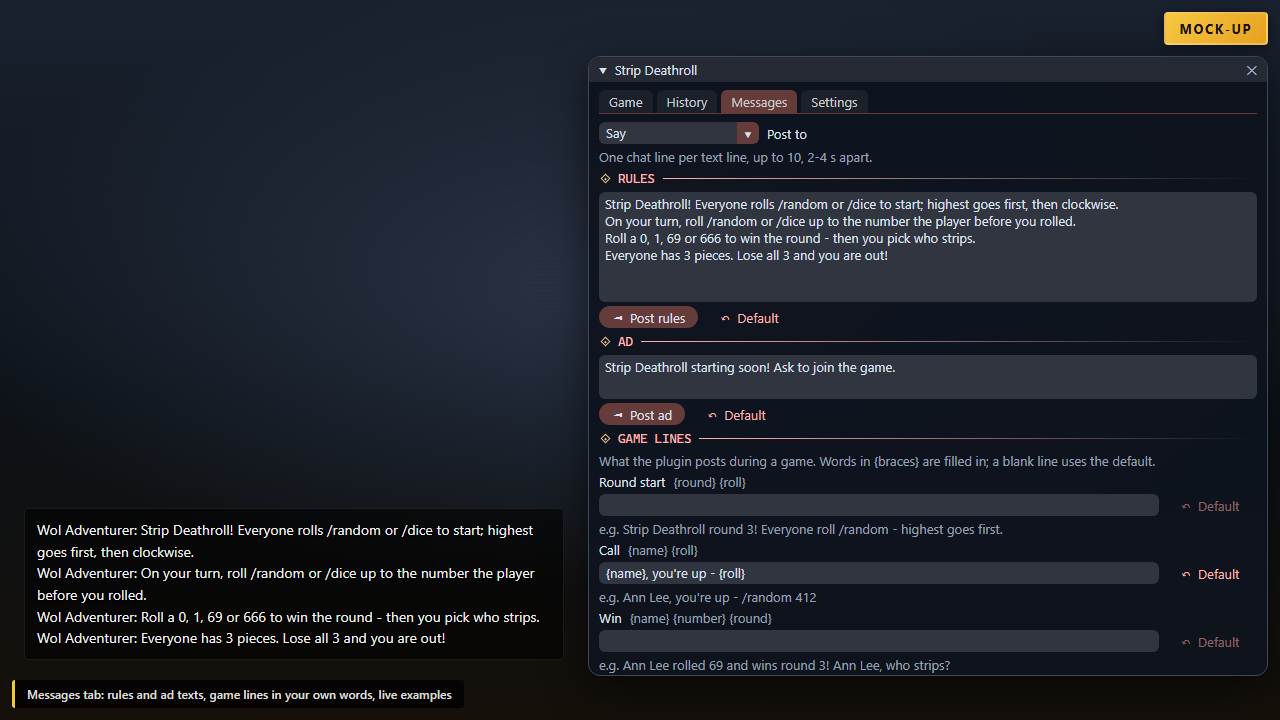 MOCK-UP
Strip Deathroll
Game History Messages Settings
Say Post to
One chat line per text line, up to 10, 2-4 s apart.
RULES
Strip Deathroll! Everyone rolls /random or /dice to start; highest goes first, then clockwise.
On your turn, roll /random or /dice up to the number the player before you rolled.
Roll a 0, 1, 69 or 666 to win the round - then you pick who strips.
Everyone has 3 pieces. Lose all 3 and you are out!
Post rules Default
AD
Strip Deathroll starting soon! Ask to join the game.
Post ad Default
GAME LINES
What the plugin posts during a game. Words in {braces} are filled in; a blank line uses the default.
Round start {round} {roll}
Default
e.g. Strip Deathroll round 3! Everyone roll /random - highest goes first.
Call {name} {roll}
{name}, you're up - {roll} Default
e.g. Ann Lee, you're up - /random 412
Win {name} {number} {round}
Default
e.g. Ann Lee rolled 69 and wins round 3! Ann Lee, who strips?
Wol Adventurer: Strip Deathroll! Everyone rolls /random or /dice to start; highest
goes first, then clockwise.
Wol Adventurer: On your turn, roll /random or /dice up to the number the player
before you rolled.
Wol Adventurer: Roll a 0, 1, 69 or 666 to win the round - then you pick who strips.
Wol Adventurer: Everyone has 3 pieces. Lose all 3 and you are out!
Messages tab: rules and ad texts, game lines in your own words, live examples